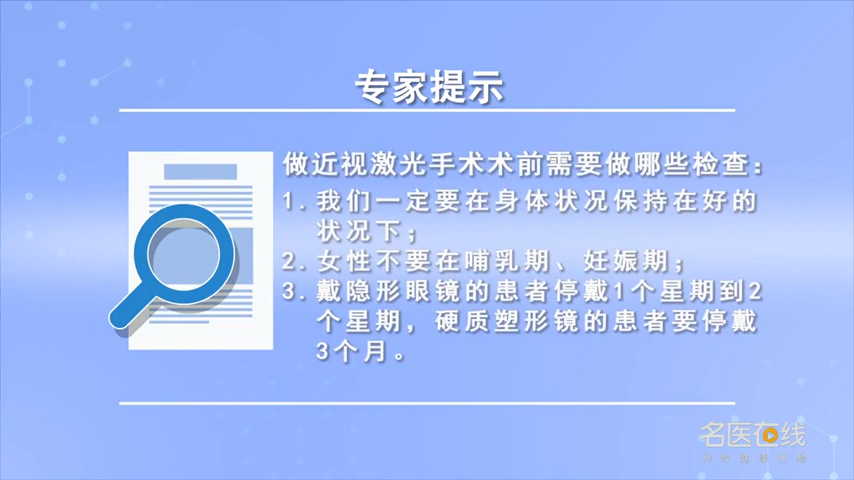 专家提示
做近视激光手术术前需要做哪些检查：
1.我们一定要在身体状况保持在好的
状况下；
2.女性不要在哺乳期、妊娠期；
3.戴隐形眼镜的患者停戴1个星期到2
个星期，硬质塑形镜的患者要停戴
3个月。
名医在线